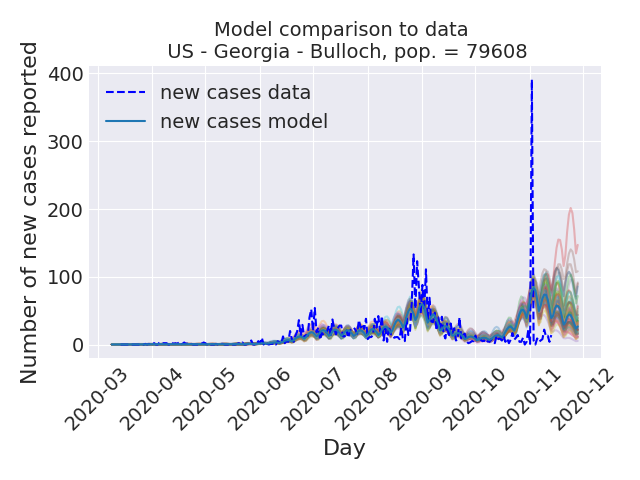 Model comparison to data
US - Georgia - Bulloch, pop. = 79608
Number of new cases reported
400
300
200
100
0
new cases data
new cases model
2020-03
2020-04
2020-05
2020-06
2020-07
2020-08
2020-09
2020-10
2020-11
2020-12
Day